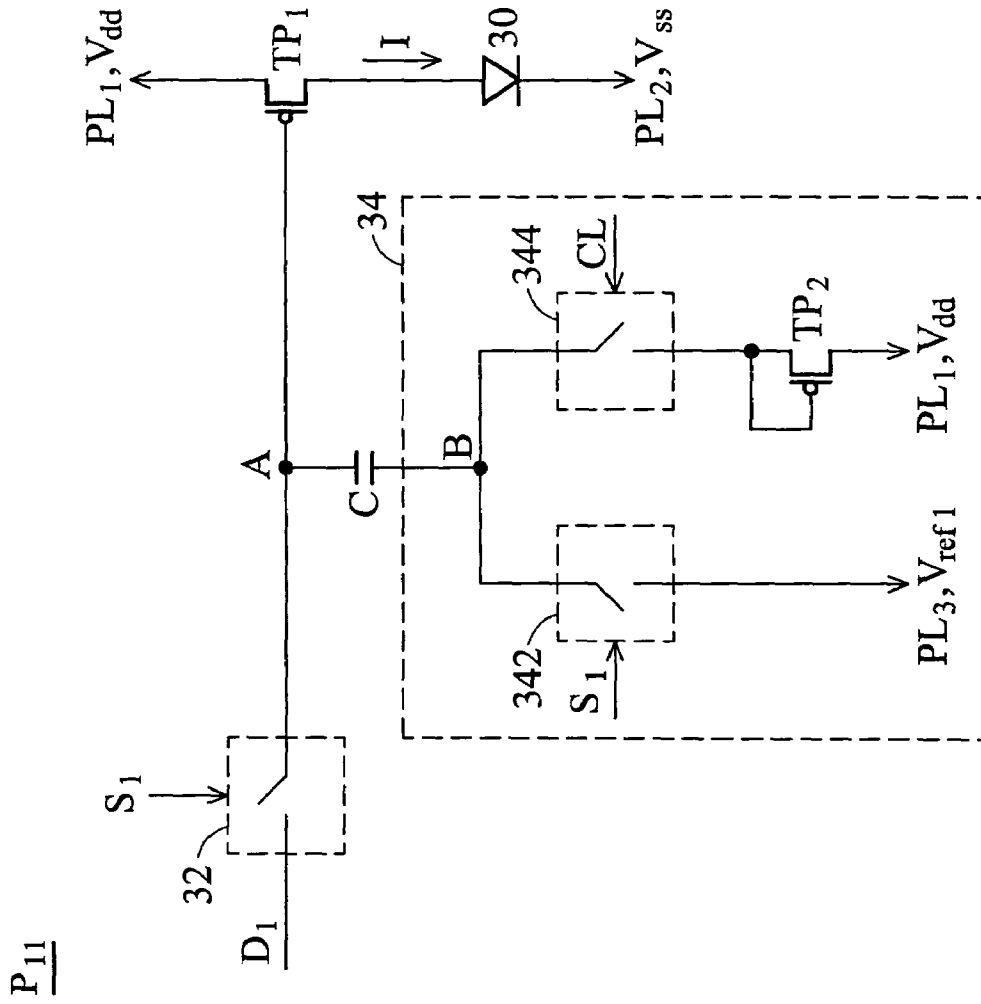 P11
D1
32
S1
A
C
B
34
342
S1
344
CL
TP2
PL3, Vref1
PL1, Vdd
PL1, Vdd
TP1
I
30
PL2, Vss